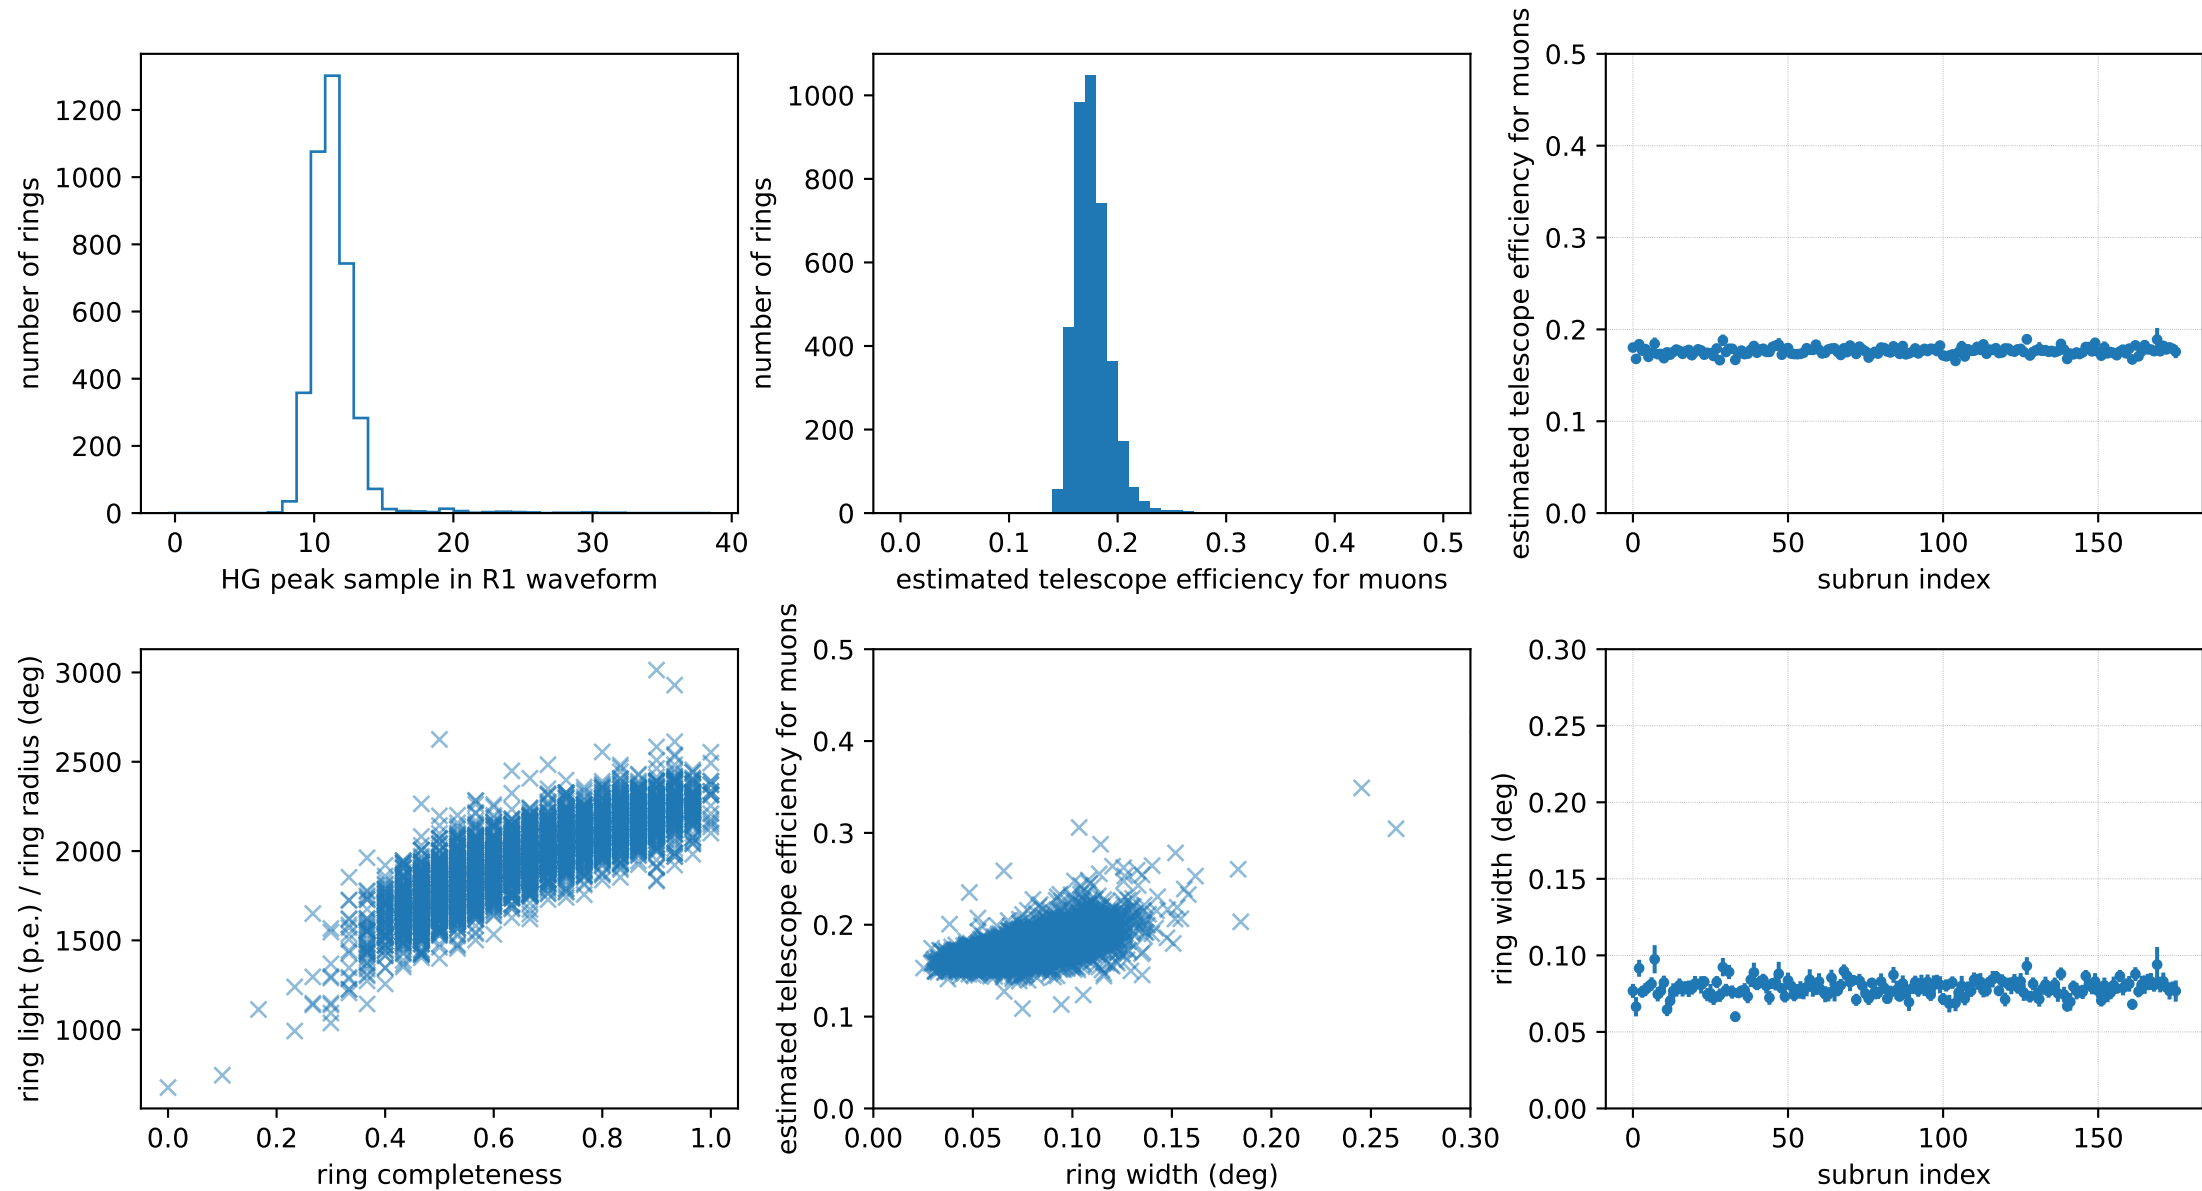 number of rings
1200
1000
800
600
400
200
0
0 10 20 30 40
HG peak sample in R1 waveform
number of rings
1000
800
600
400
200
0
0.0 0.1 0.2 0.3 0.4 0.5
estimated telescope efficiency for muons
estimated telescope efficiency for muons
0.5
0.4
0.3
0.2
0.1
0.0
0 50 100 150
subrun index
ring light (p.e.) / ring radius (deg)
3000
2500
2000
1500
1000
0.0 0.2 0.4 0.6 0.8 1.0
ring completeness
estimated telescope efficiency for muons
0.5
0.4
0.3
0.2
0.1
0.0
0.00 0.05 0.10 0.15 0.20 0.25 0.30
ring width (deg)
ring width (deg)
0.30
0.25
0.20
0.15
0.10
0.05
0.00
0 50 100 150
subrun index